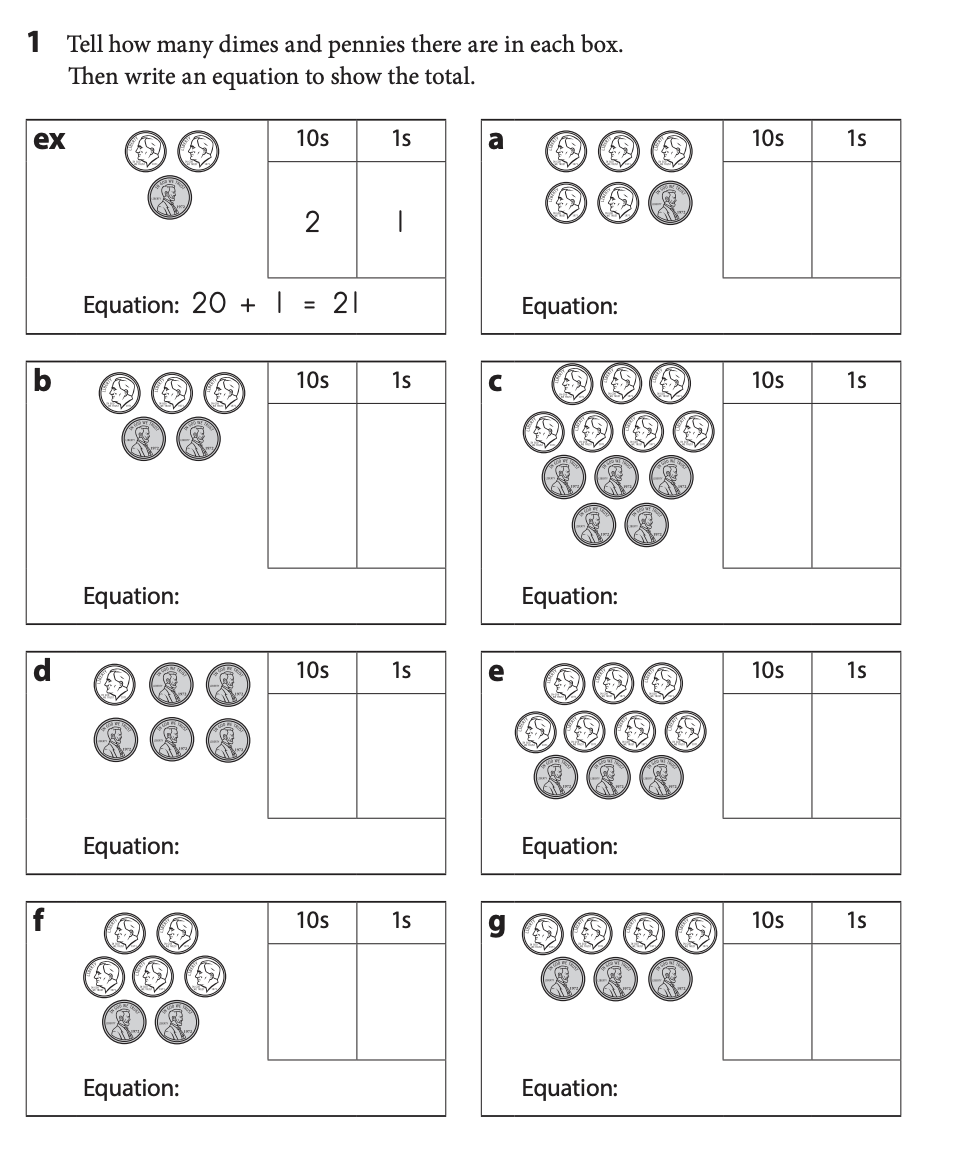 1 Tell how many dimes and pennies there are in each box.
Then write an equation to show the total.
ex 10s 1s
2 1
Equation: 20 + 1 = 21
a 10s 1s
Equation:
b 10s 1s
Equation:
c 10s 1s
Equation:
d 10s 1s
Equation:
e 10s 1s
Equation:
f 10s 1s
Equation:
g 10s 1s
Equation: